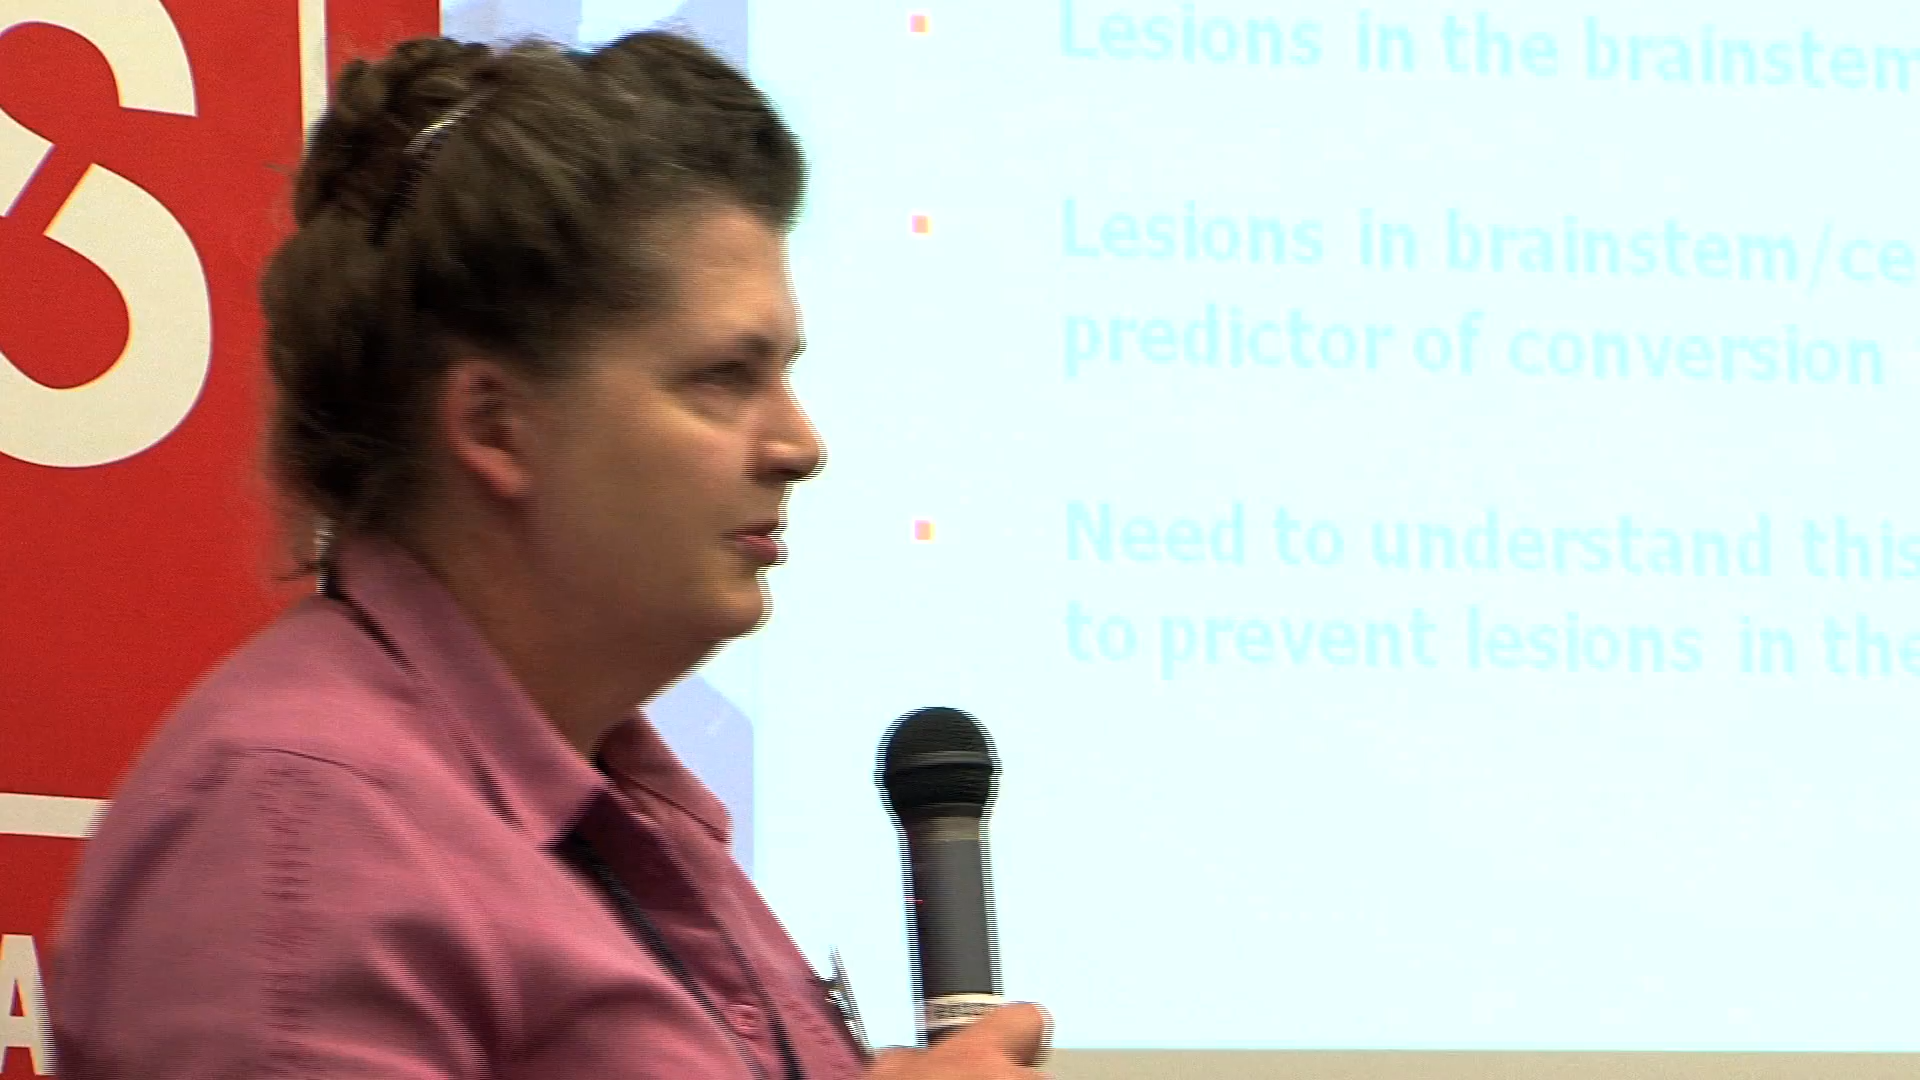 S
A
Lesions in the brainstem
Lesions in brainstem/ce
predictor of conversion
Need to understand this
to prevent lesions in the